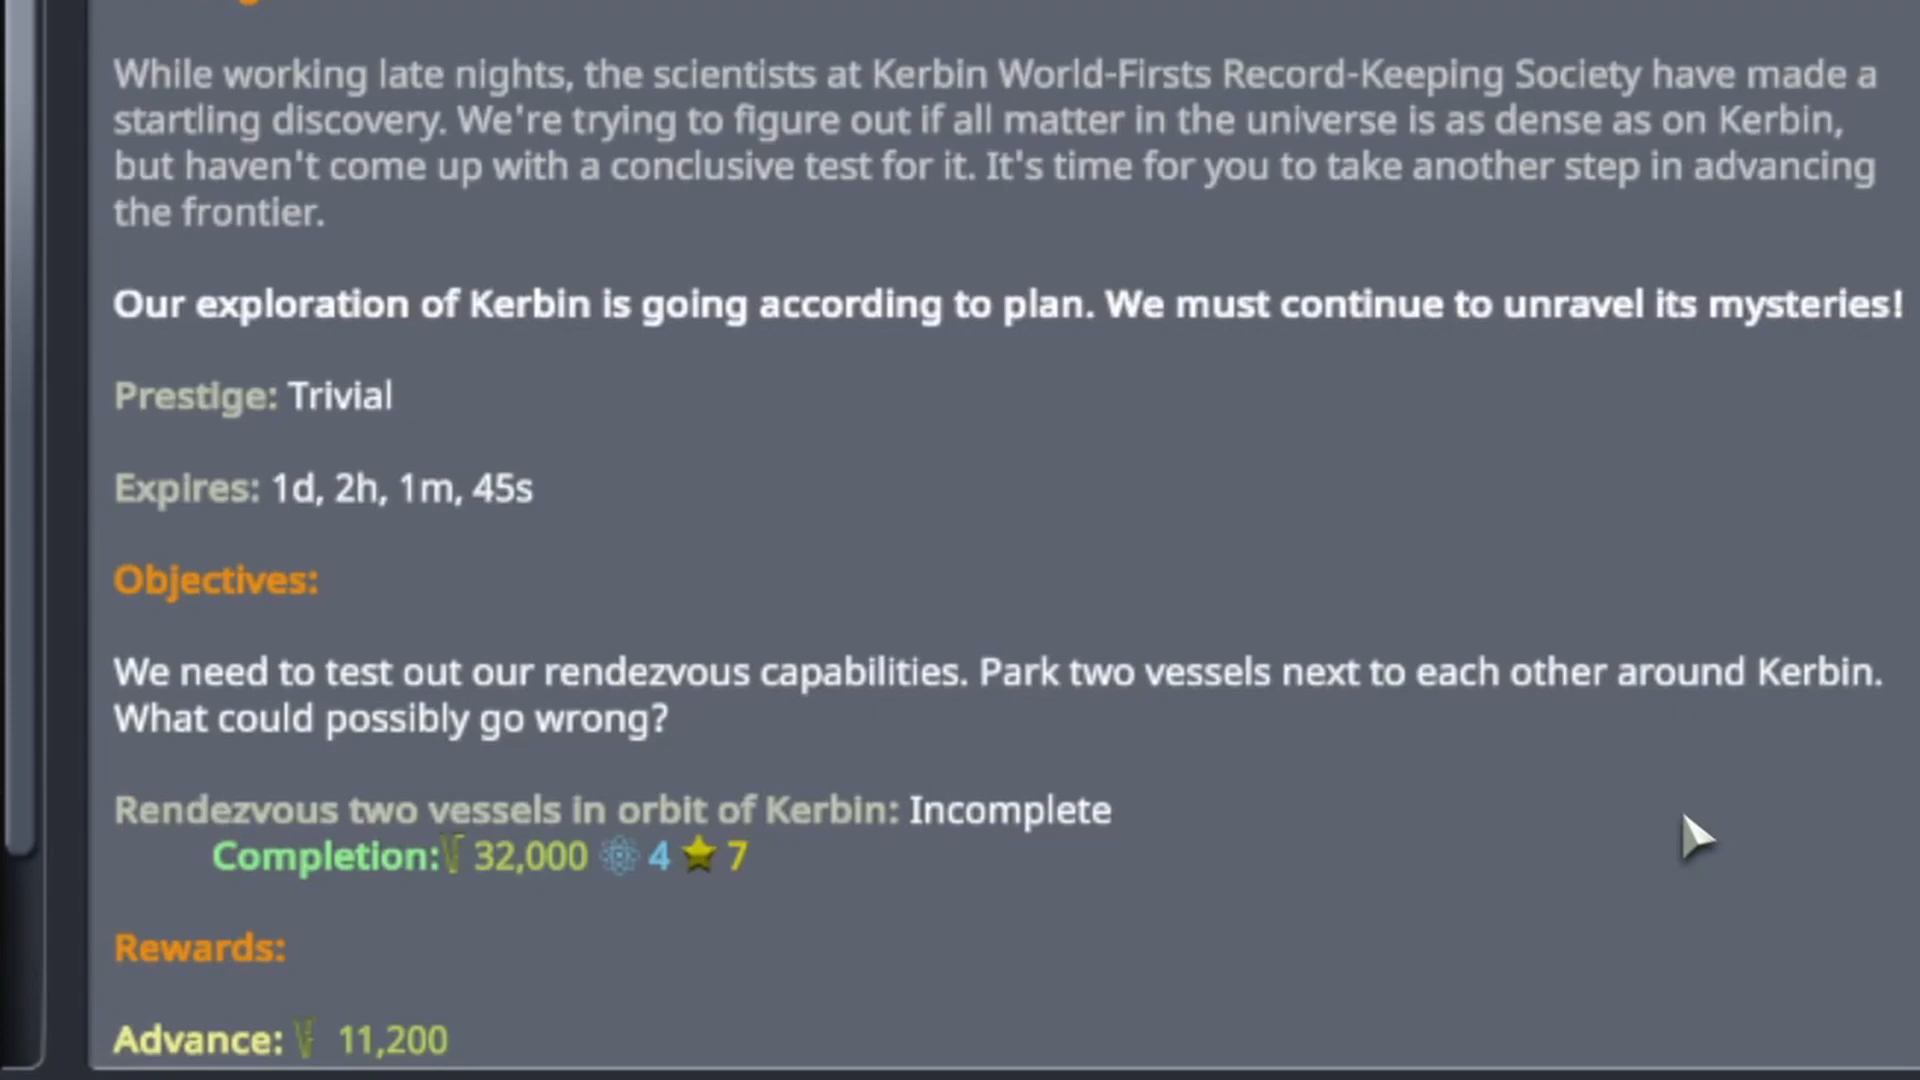 While working late nights, the scientists at Kerbin World-Firsts Record-Keeping Society have made a
startling discovery. We're trying to figure out if all matter in the universe is as dense as on Kerbin,
but haven't come up with a conclusive test for it. It's time for you to take another step in advancing
the frontier.
Our exploration of Kerbin is going according to plan. We must continue to unravel its mysteries!
Prestige: Trivial
Expires: 1d, 2h, 1m, 45s
Objectives:
We need to test out our rendezvous capabilities. Park two vessels next to each other around Kerbin.
What could possibly go wrong?
Rendezvous two vessels in orbit of Kerbin: Incomplete
Completion: 32,000 4 7
Rewards:
Advance: 11,200